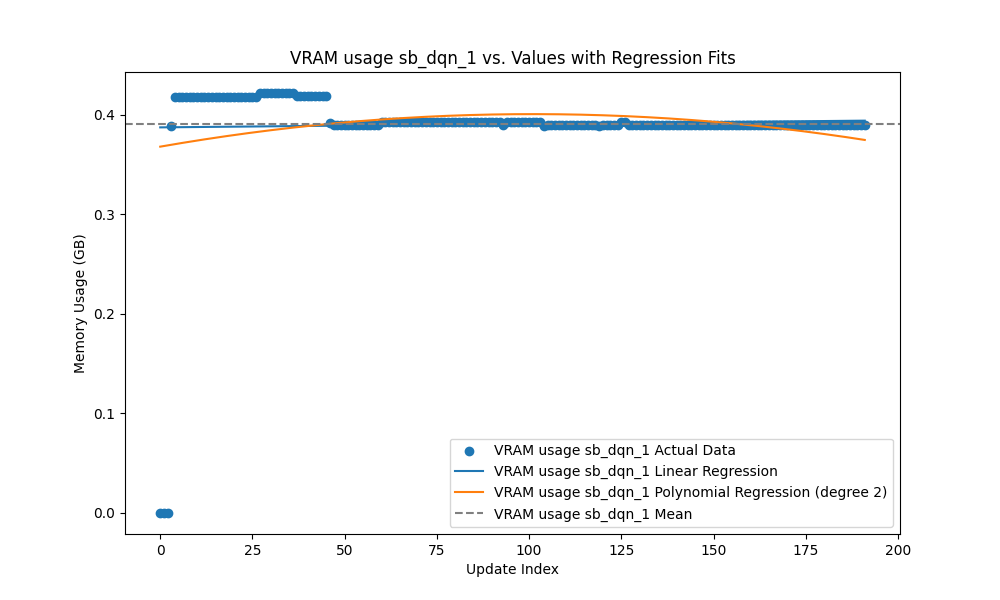 VRAM usage sb_dqn_1 vs. Values with Regression Fits
Memory Usage (GB)
0.4
0.3
0.2
0.1
0.0
VRAM usage sb_dqn_1 Actual Data
VRAM usage sb_dqn_1 Linear Regression
VRAM usage sb_dqn_1 Polynomial Regression (degree 2)
VRAM usage sb_dqn_1 Mean
0 25 50 75 100 125 150 175 200
Update Index